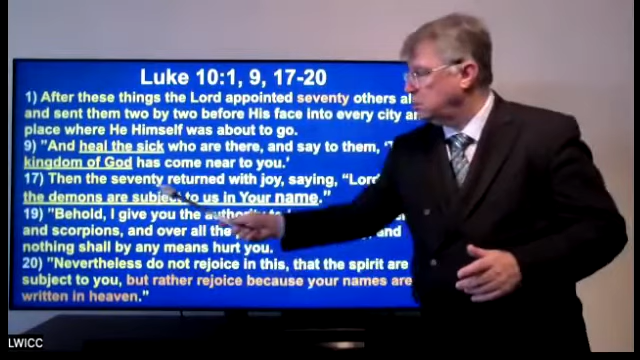 Luke 10:1, 9, 17-20
1) After these things the Lord appointed seventy others
and sent them two by two before His face into every city
place where He Himself was about to go.
9) "And heal the sick who are there, and say to them,
kingdom of God has come near to you.'
17) Then the seventy returned with joy, saying, "Lord
the demons are subject to us in Your name."
19) "Behold, I give you the authority
and scorpions, and over all the and
nothing shall by any means hurt you.
20) "Nevertheless do not rejoice in this, that the spirit are
subject to you, but rather rejoice because your names are
written in heaven."
LWICC